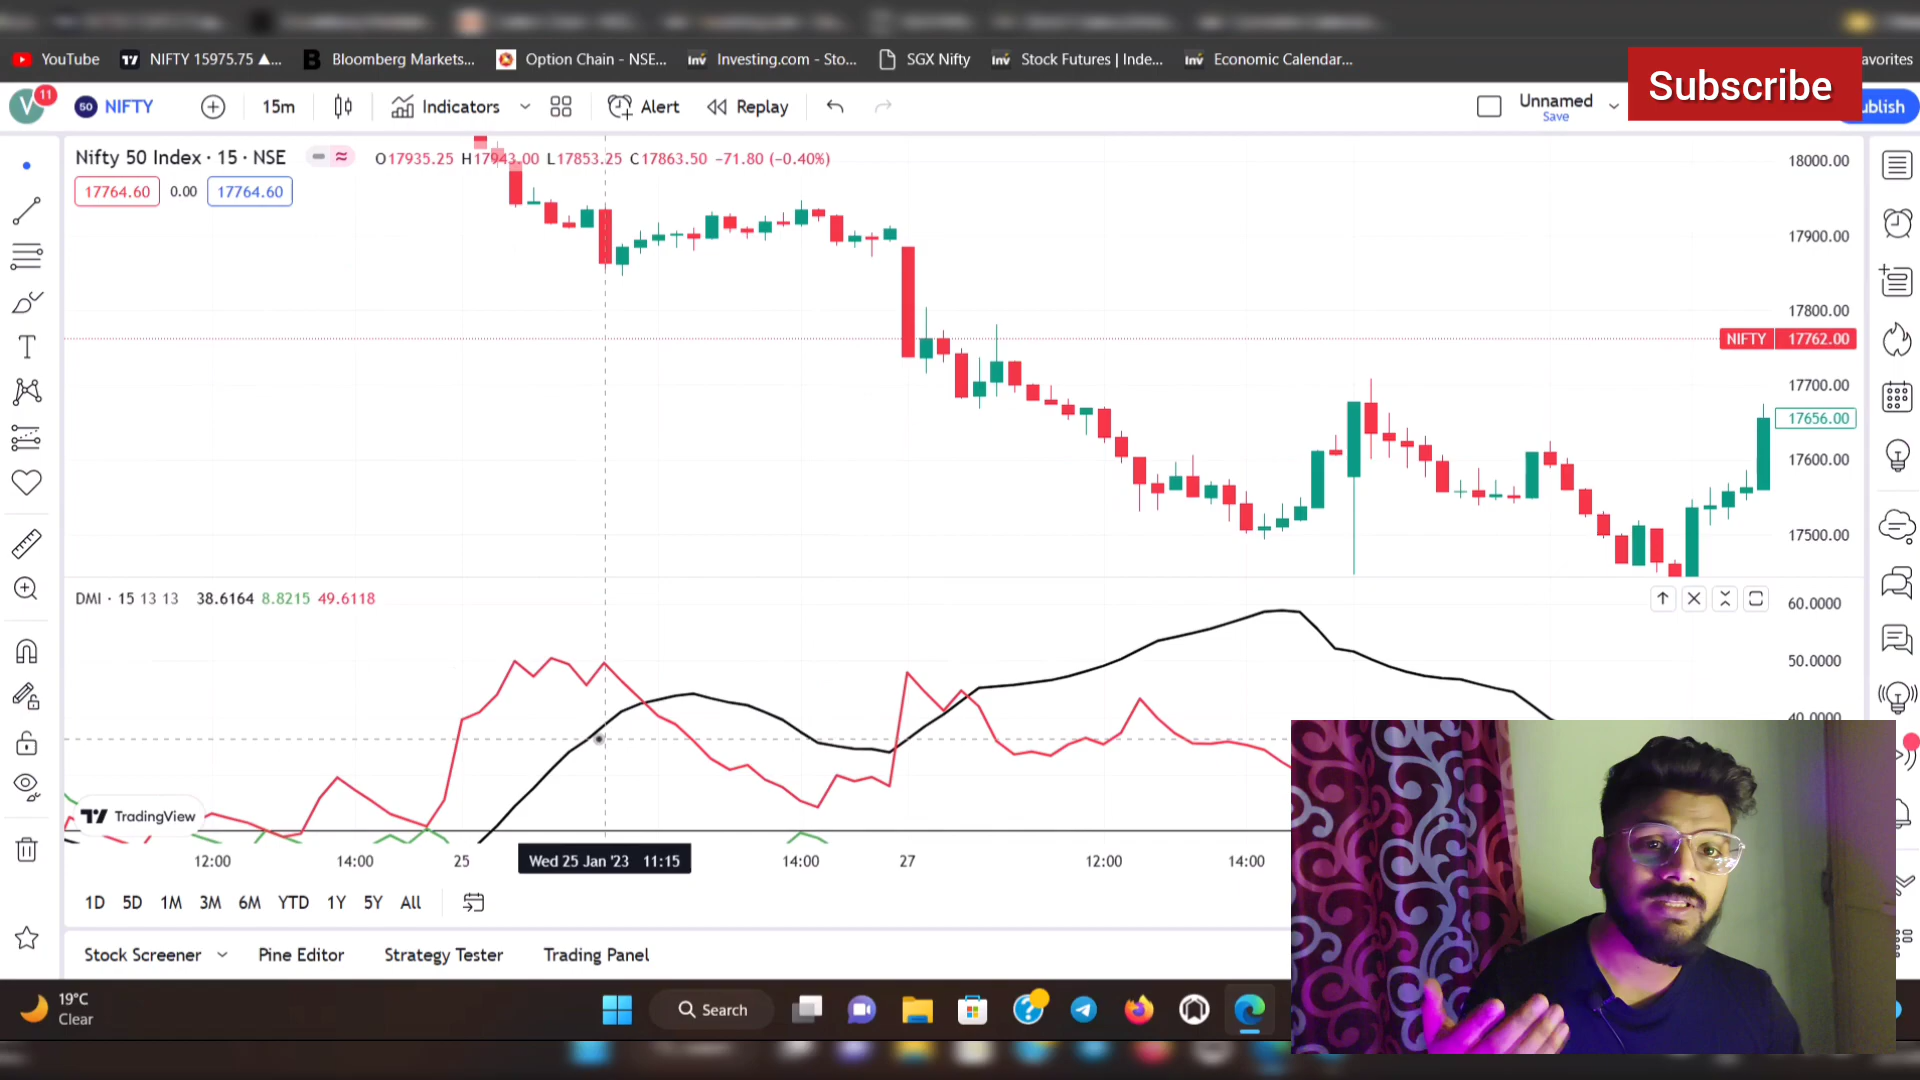 YouTube
NIFTY 15975.75 ▲...
Bloomberg Markets...
Option Chain - NSE...
Investing.com - Sto...
SGX Nifty
Stock Futures | Inde...
Economic Calendar...
avorites
Subscribe
V 11
50 NIFTY
15m
Indicators
Alert
Replay
Unnamed
Save
ublish
Nifty 50 Index · 15 · NSE
O17935.25 H17943.00 L17853.25 C17863.50 −71.80 (−0.40%)
17764.60 0.00 17764.60
18000.00
17900.00
17800.00
NIFTY 17762.00
17700.00
17656.00
17600.00
17500.00
DMI · 15 13 13 38.6164 8.8215 49.6118
60.0000
50.0000
40.0000
TradingView
12:00 14:00 25 Wed 25 Jan '23 11:15 14:00 27 12:00 14:00
1D 5D 1M 3M 6M YTD 1Y 5Y All
Stock Screener Pine Editor Strategy Tester Trading Panel
19°C
Clear
Search